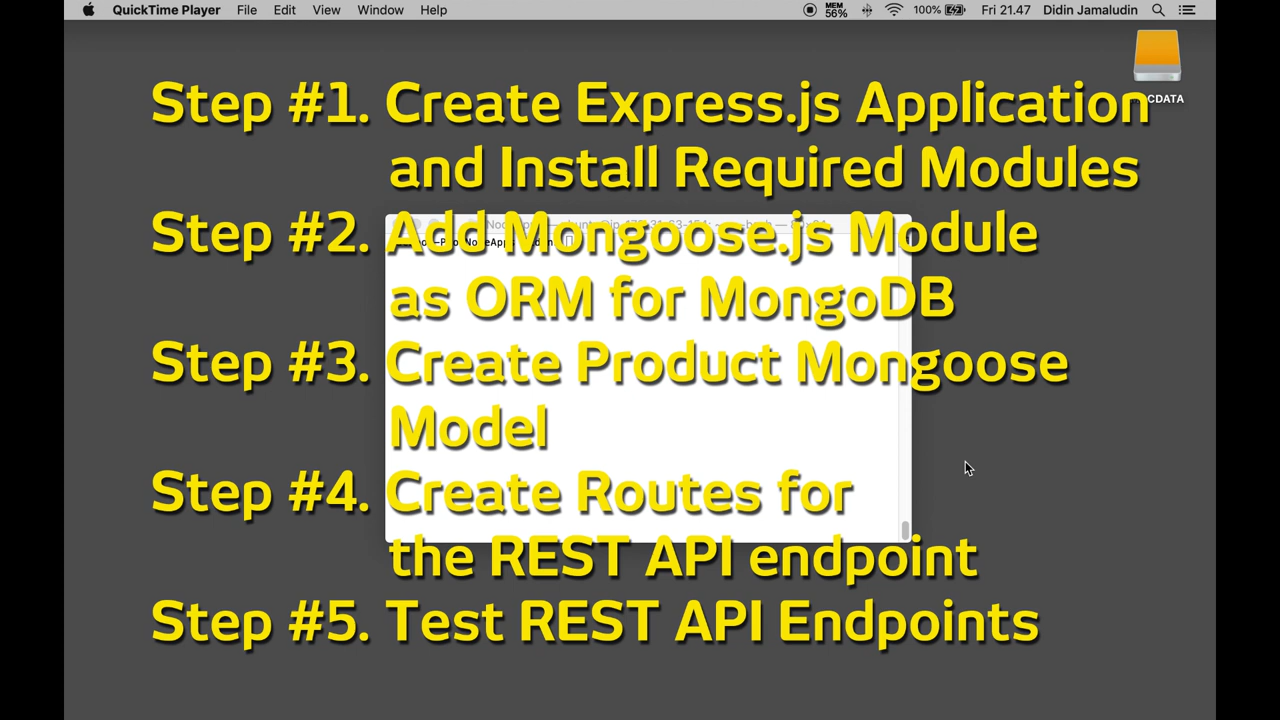 QuickTime Player File Edit View Window Help MEM 56% 100% Fri 21.47 Didin Jamaludin
CDATA
Step #1. Create Express.js Application
and Install Required Modules
Step #2. Add Mongoose.js Module
as ORM for MongoDB
Step #3. Create Product Mongoose
Model
Step #4. Create Routes for
the REST API endpoint
Step #5. Test REST API Endpoints